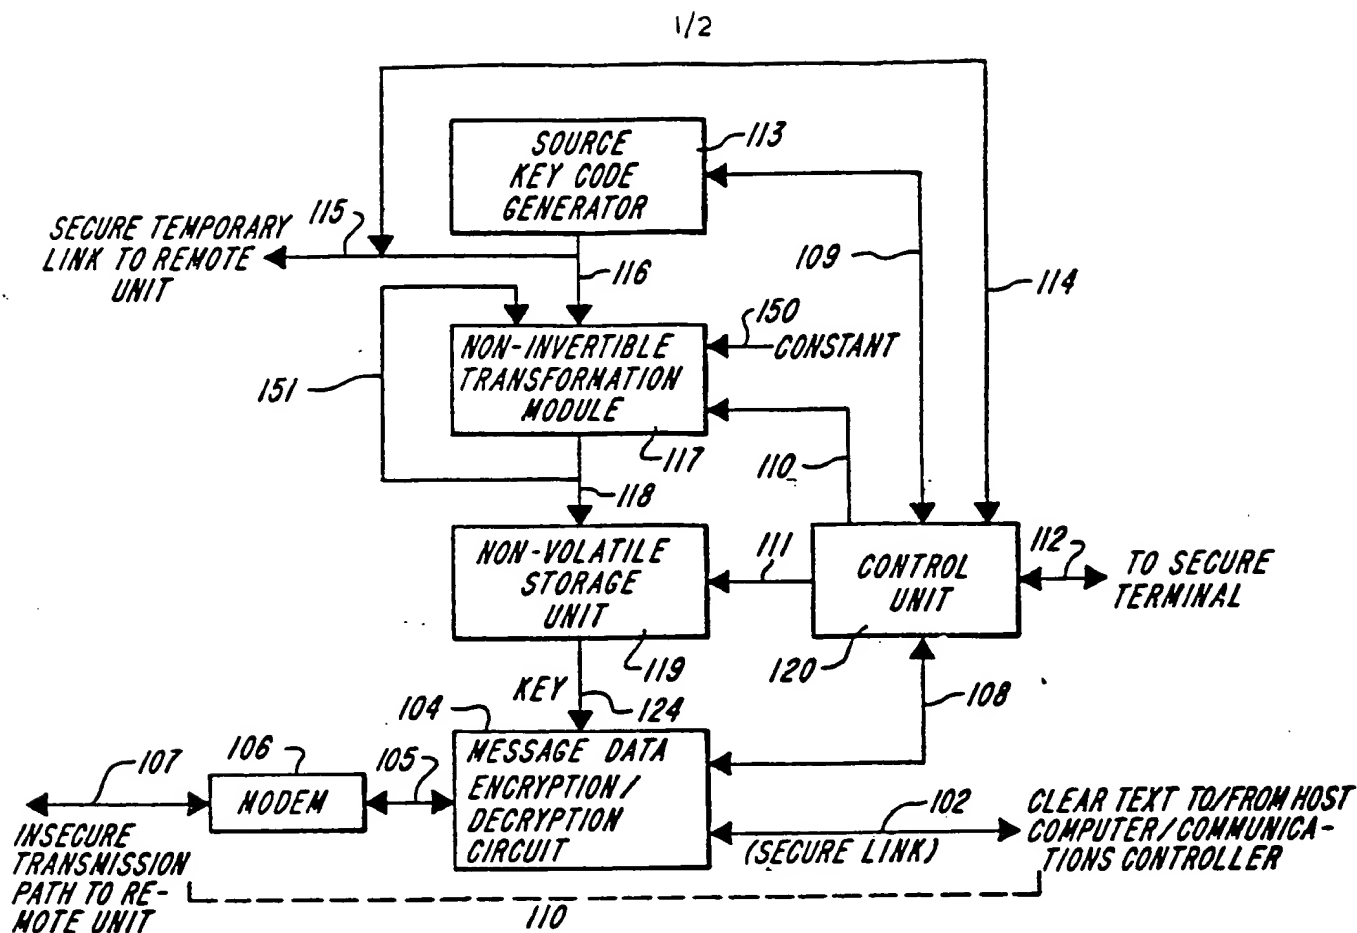 1/2
SOURCE
KEY CODE
GENERATOR
113
SECURE TEMPORARY
LINK TO REMOTE
UNIT
115
116
109
114
150
CONSTANT
NON-INVERTIBLE
TRANSFORMATION
MODULE
151
117
110
118
NON-VOLATILE
STORAGE
UNIT
111
CONTROL
UNIT
112
TO SECURE
TERMINAL
119
120
KEY
124
108
104
MESSAGE DATA
ENCRYPTION/
DECRYPTION
CIRCUIT
107
106
MODEM
105
102
(SECURE LINK)
CLEAR TEXT TO/FROM HOST
COMPUTER/COMMUNICA-
TIONS CONTROLLER
INSECURE
TRANSMISSION
PATH TO RE-
MOTE UNIT
110